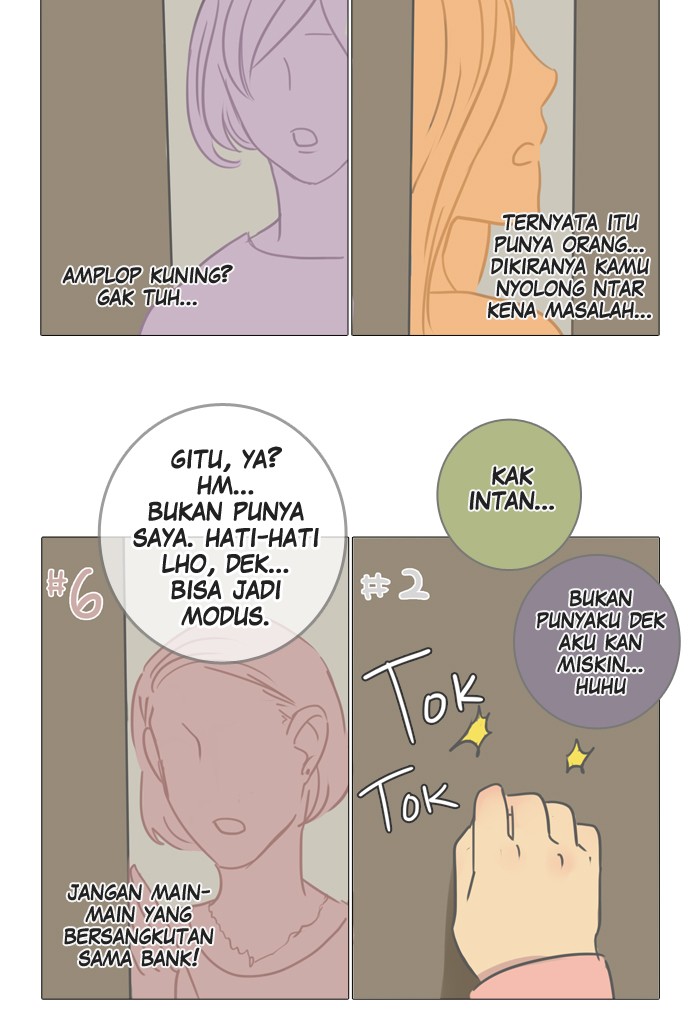 AMPLOP KUNING?
GAK TUH...
TERNYATA ITU
PUNYA ORANG...
DIKIRANYA KAMU
NYOLONG NTAR
KENA MASALAH...
GITU, YA?
HM...
BUKAN PUNYA
SAYA. HATI-HATI
LHO, DEK...
BISA JADI
MODUS.
#6
JANGAN MAIN-
MAIN YANG
BERSANGKUTAN
SAMA BANK!
KAK
INTAN...
#2
BUKAN
PUNYAKU DEK
AKU KAN
MISKIN...
HUHU
TOK
TOK